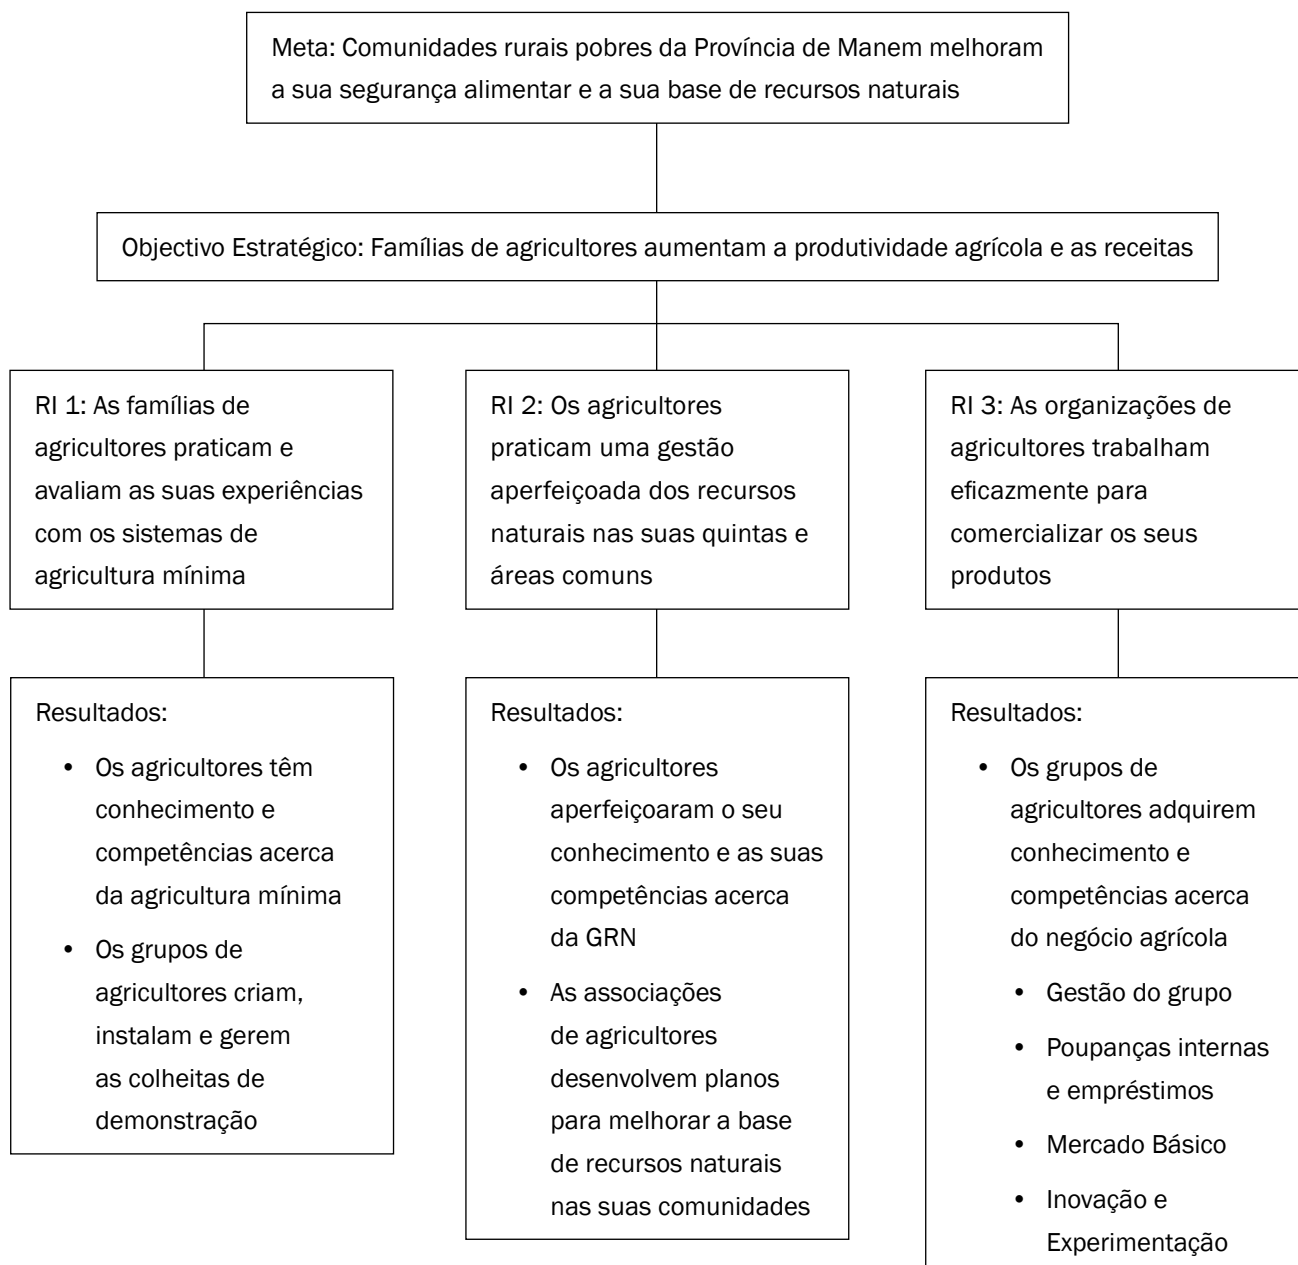 Meta: Comunidades rurais pobres da Província de Manem melhoram
a sua segurança alimentar e a sua base de recursos naturais
Objectivo Estratégico: Famílias de agricultores aumentam a produtividade agrícola e as receitas
RI 1: As famílias de
agricultores praticam e
avaliam as suas experiências
com os sistemas de
agricultura mínima
RI 2: Os agricultores
praticam uma gestão
aperfeiçoada dos recursos
naturais nas suas quintas e
áreas comuns
RI 3: As organizações de
agricultores trabalham
eficazmente para
comercializar os seus
produtos
Resultados:
• Os agricultores têm
conhecimento e
competências acerca
da agricultura mínima
• Os grupos de
agricultores criam,
instalam e gerem
as colheitas de
demonstração
Resultados:
• Os agricultores
aperfeiçoaram o seu
conhecimento e as suas
competências acerca
da GRN
• As associações
de agricultores
desenvolvem planos
para melhorar a base
de recursos naturais
nas suas comunidades
Resultados:
• Os grupos de
agricultores adquirem
conhecimento e
competências acerca
do negócio agrícola
• Gestão do grupo
• Poupanças internas
e empréstimos
• Mercado Básico
• Inovação e
Experimentação